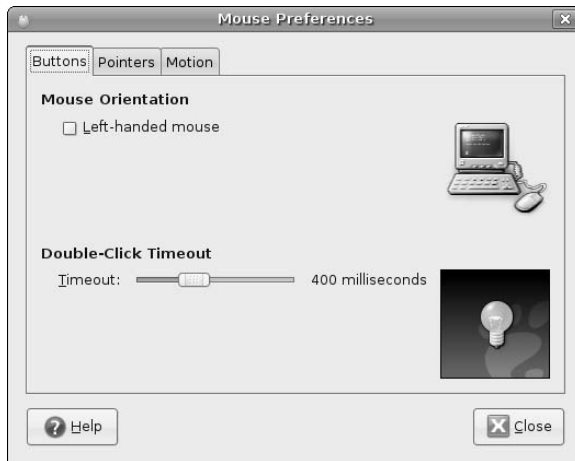 Mouse Preferences
Buttons Pointers Motion
Mouse Orientation
Left-handed mouse
Double-Click Timeout
Timeout: 400 milliseconds
Help Close